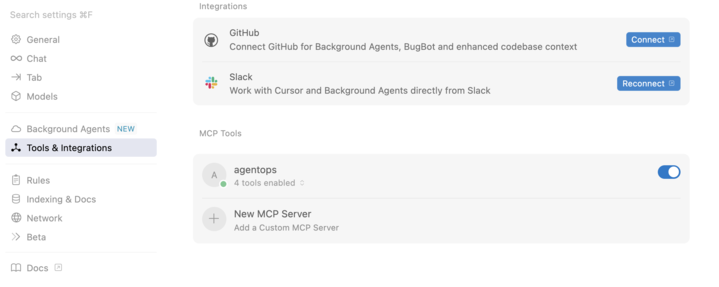 Search settings ⌘F
General
Chat
Tab
Models
Background Agents NEW
Tools & Integrations
Rules
Indexing & Docs
Network
Beta
Docs
Integrations
GitHub
Connect GitHub for Background Agents, BugBot and enhanced codebase context
Connect
Slack
Work with Cursor and Background Agents directly from Slack
Reconnect
MCP Tools
A
agentops
4 tools enabled
New MCP Server
Add a Custom MCP Server